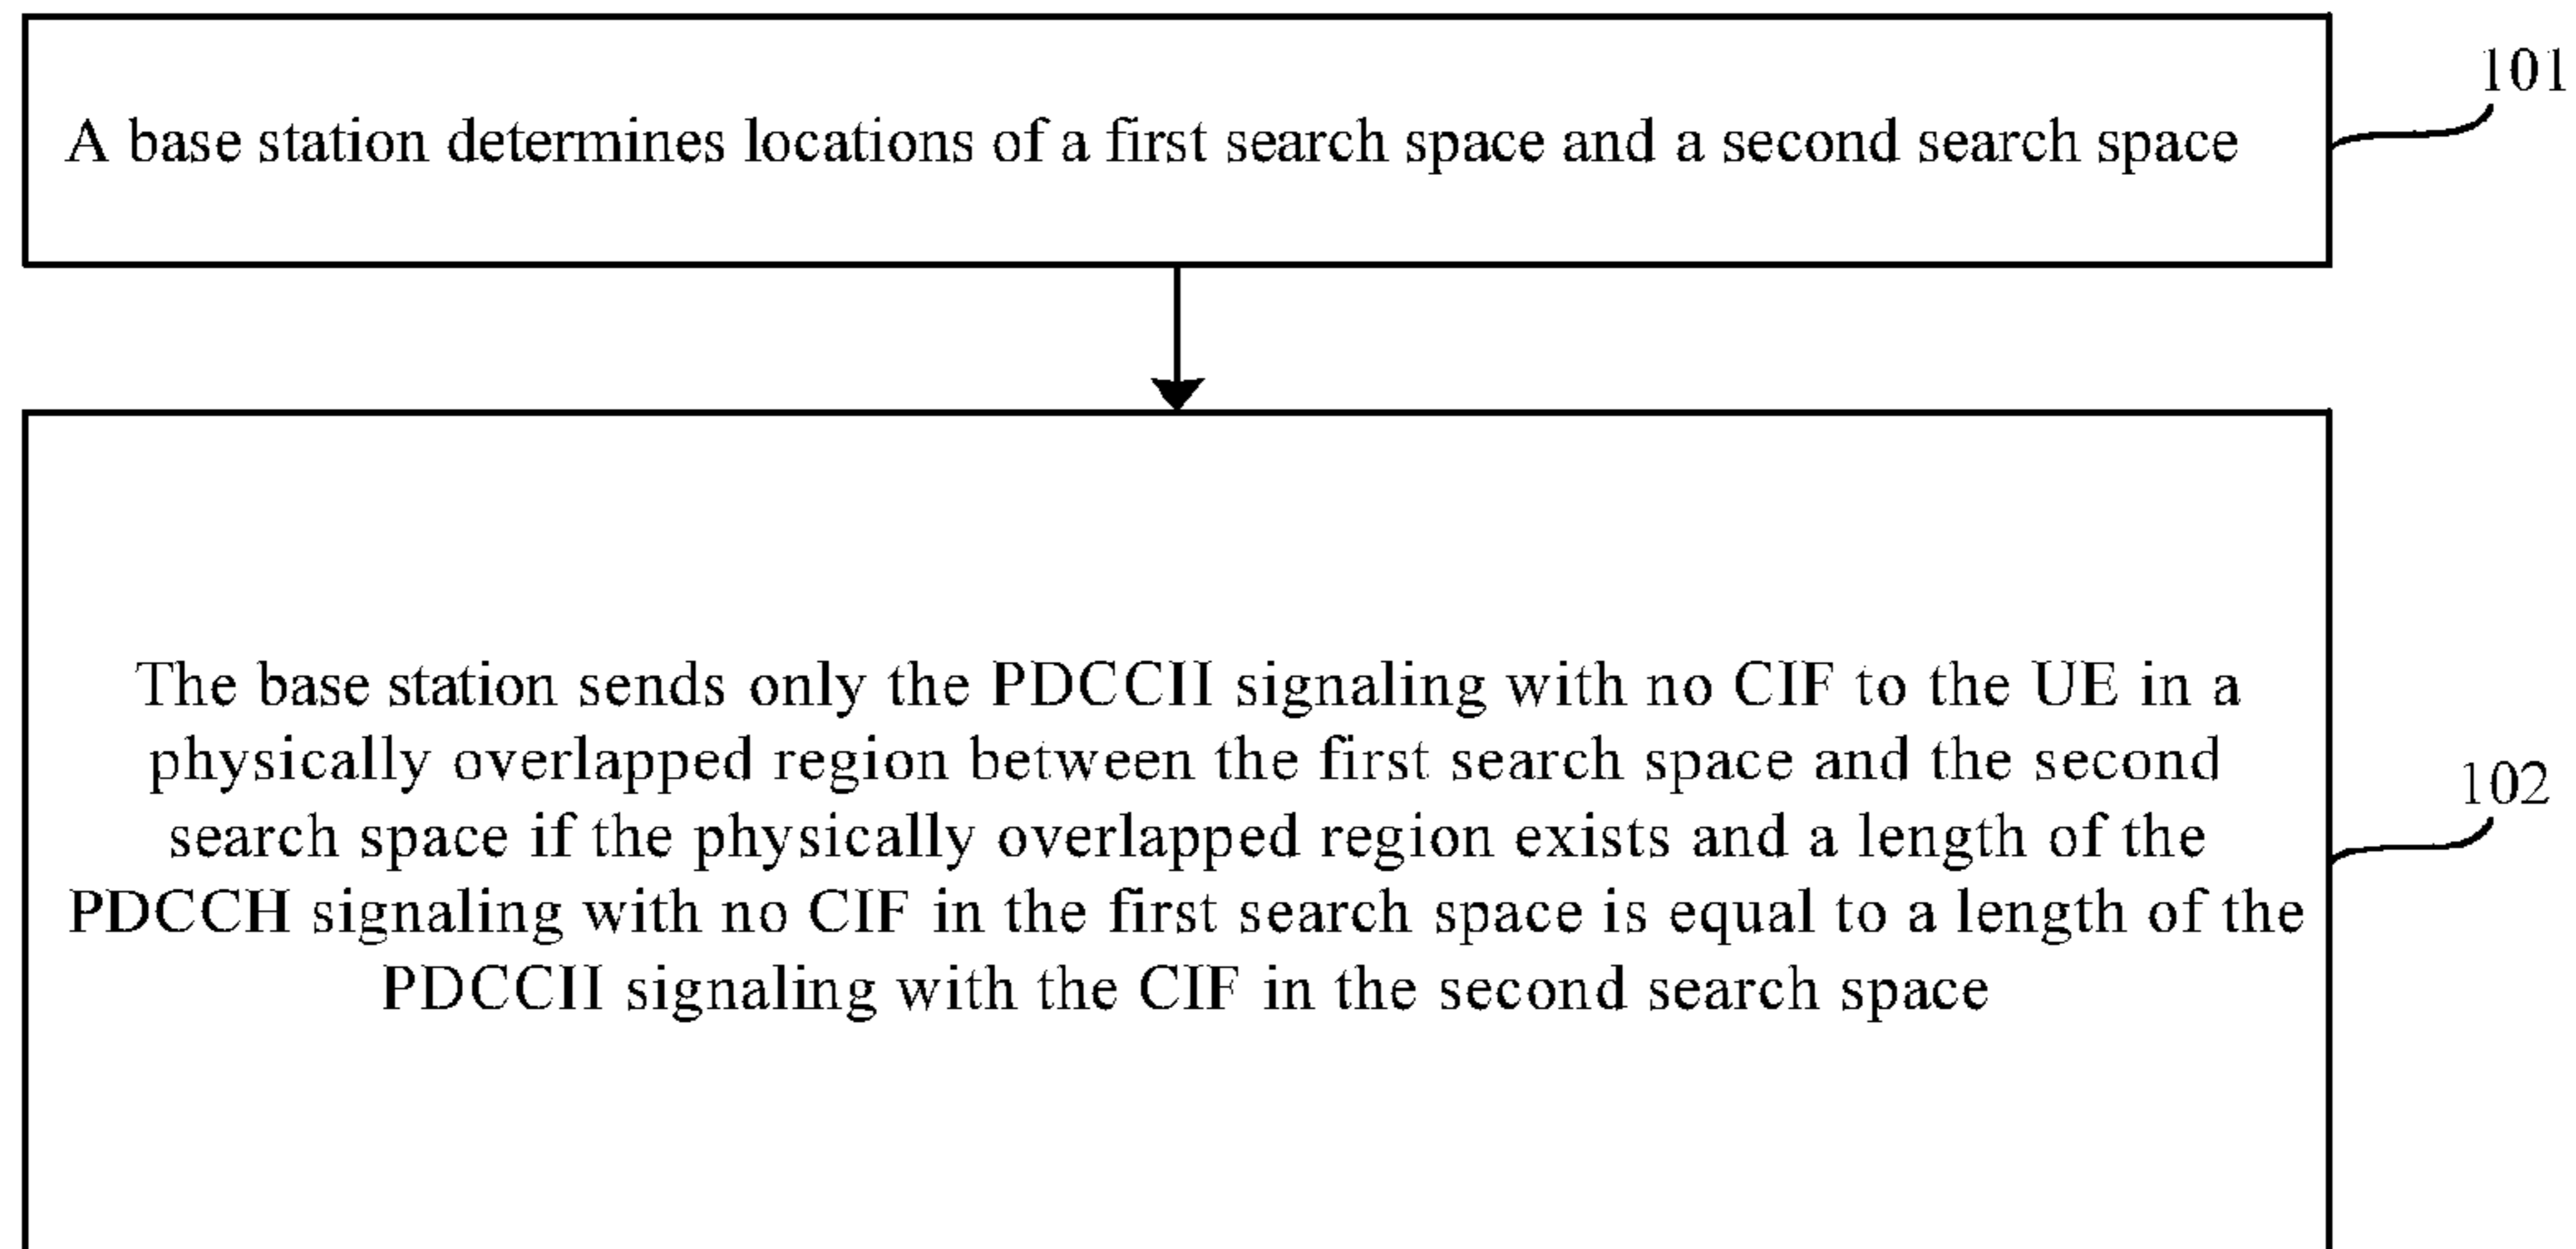 A base station determines locations of a first search space and a second search space
101
The base station sends only the PDCCII signaling with no CIF to the UE in a
physically overlapped region between the first search space and the second
search space if the physically overlapped region exists and a length of the
PDCCH signaling with no CIF in the first search space is equal to a length of the
PDCCII signaling with the CIF in the second search space
102